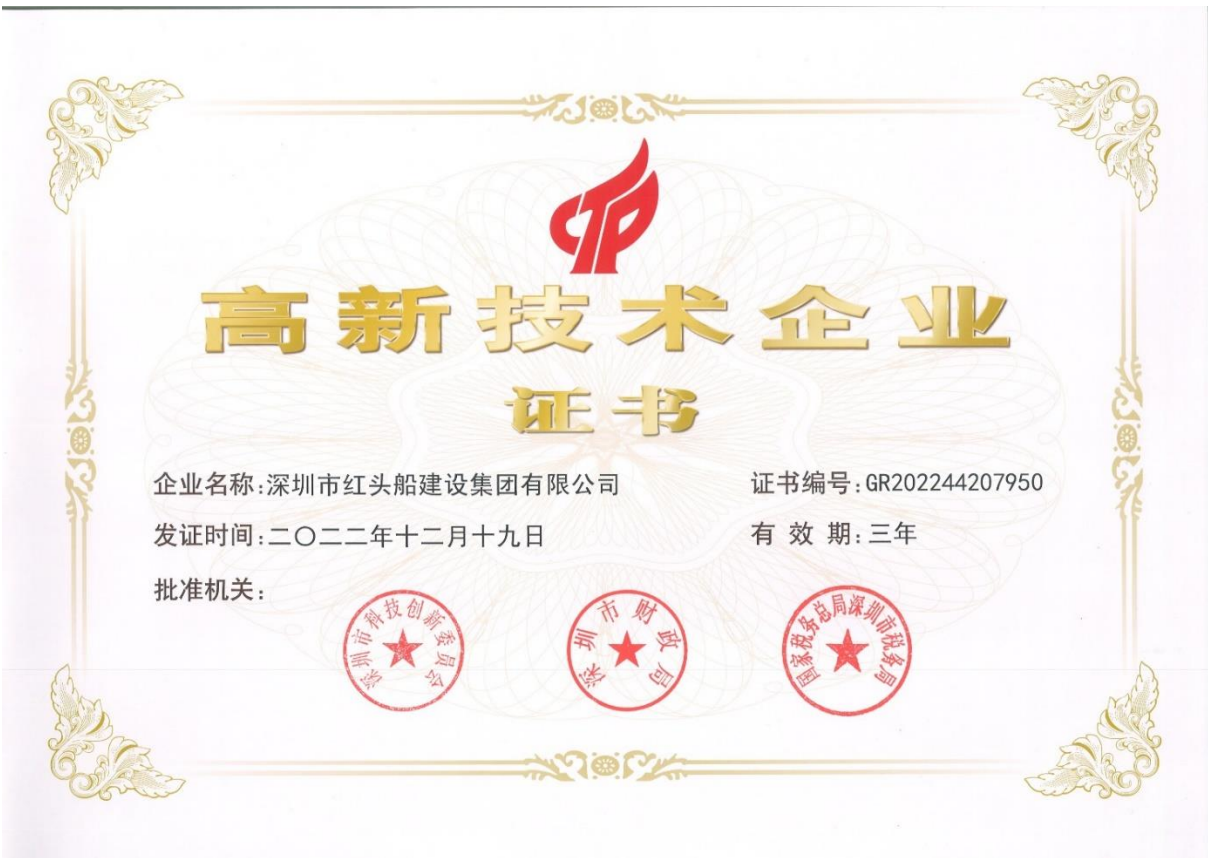 高新技术企业
证书
企业名称:深圳市红头船建设集团有限公司
证书编号:GR202244207950
发证时间:二〇二二年十二月十九日
有 效 期:三年
批准机关:
深圳市科技创新委员会
深圳市财政局
国家税务总局深圳市税务局